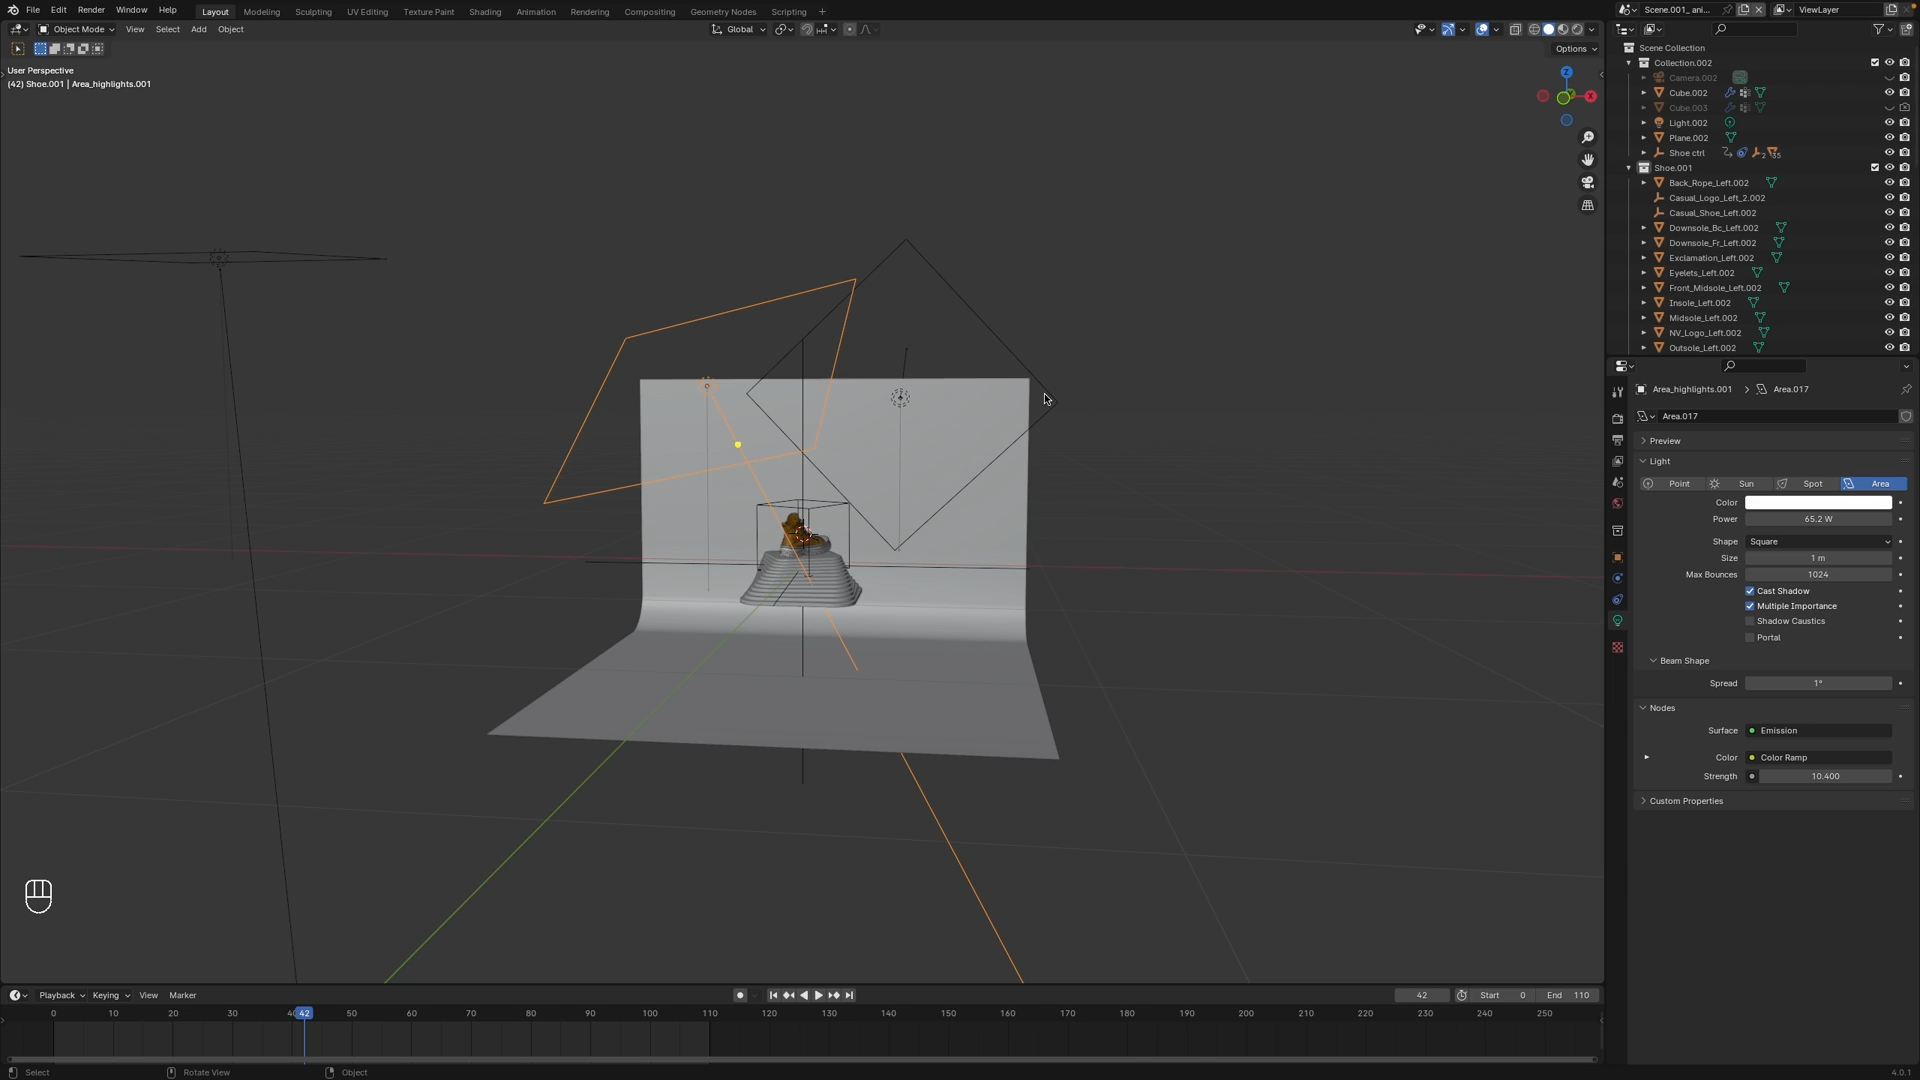 File Edit Render Window Help Layout Modeling Sculpting UV Editing Texture Paint Shading Animation Rendering Compositing Geometry Nodes Scripting + Scene.001_ ani... ViewLayer
Object Mode View Select Add Object Global
Options
User Perspective
(42) Shoe.001 | Area_highlights.001
Z
X
Scene Collection
Collection.002
Camera.002
Cube.002
Cube.003
Light.002
Plane.002
Shoe ctrl 2 35
Shoe.001
Back_Rope_Left.002
Casual_Logo_Left_2.002
Casual_Shoe_Left.002
Downsole_Bc_Left.002
Downsole_Fr_Left.002
Exclamation_Left.002
Eyelets_Left.002
Front_Midsole_Left.002
Insole_Left.002
Midsole_Left.002
NV_Logo_Left.002
Outsole_Left.002
Area_highlights.001 > Area.017
Area.017
Preview
Light
Point Sun Spot Area
Color
Power 65.2 W
Shape Square
Size 1 m
Max Bounces 1024
Cast Shadow
Multiple Importance
Shadow Caustics
Portal
Beam Shape
Spread 1°
Nodes
Surface Emission
Color Color Ramp
Strength 10.400
Custom Properties
Playback Keying View Marker 42 Start 0 End 110
0 10 20 30 42 50 60 70 80 90 100 110 120 130 140 150 160 170 180 190 200 210 220 230 240 250
Select Rotate View Object 4.0.1